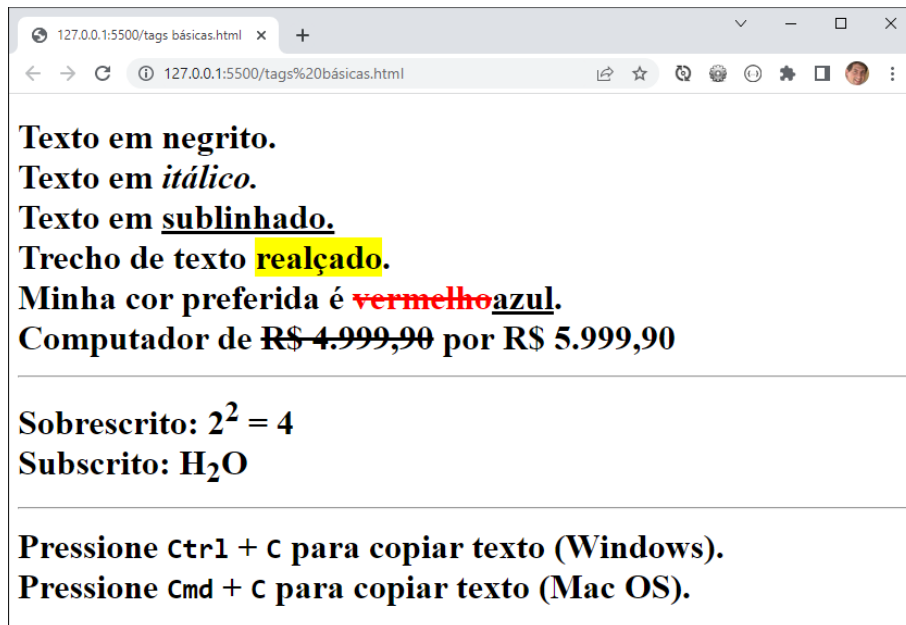 127.0.0.1:5500/tags básicas.html
127.0.0.1:5500/tags%20básicas.html
Texto em negrito.
Texto em itálico.
Texto em sublinhado.
Trecho de texto realçado.
Minha cor preferida é vermelhoazul.
Computador de R$ 4.999,90 por R$ 5.999,90
Sobrescrito: 2² = 4
Subscrito: H₂O
Pressione Ctrl + C para copiar texto (Windows).
Pressione Cmd + C para copiar texto (Mac OS).